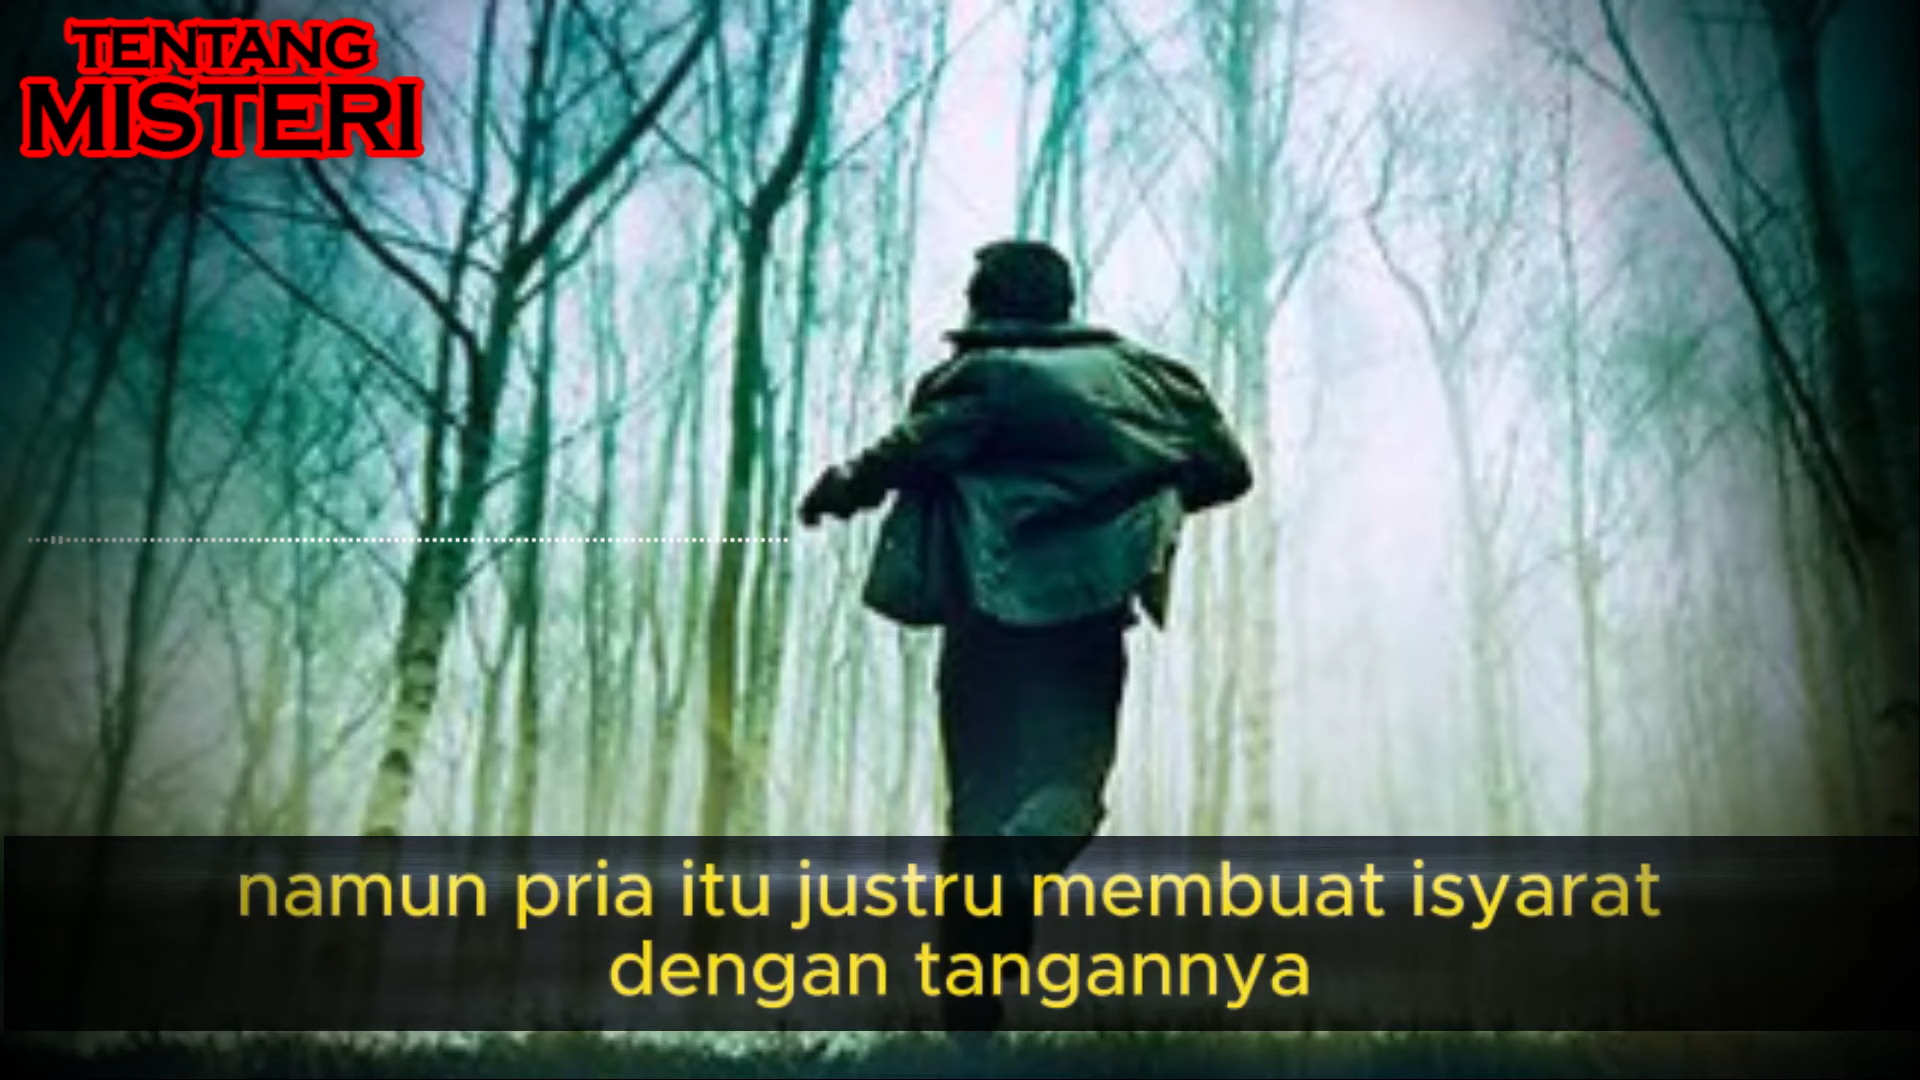 TENTANG
MISTERI
namun pria itu justru membuat isyarat
dengan tangannya